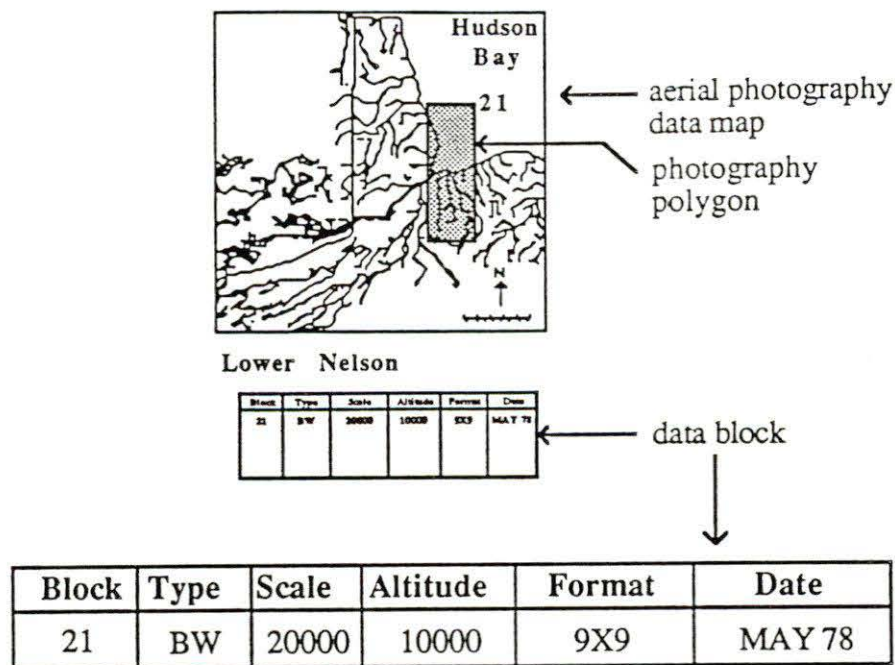 Hudson
Bay
21
aerial photography
data map
photography
polygon
N
Lower Nelson
Block Type Scale Altitude Format Date
21 BW 20000 10000 9X9 MAY 78
data block
Block Type Scale Altitude Format Date
21 BW 20000 10000 9X9 MAY 78